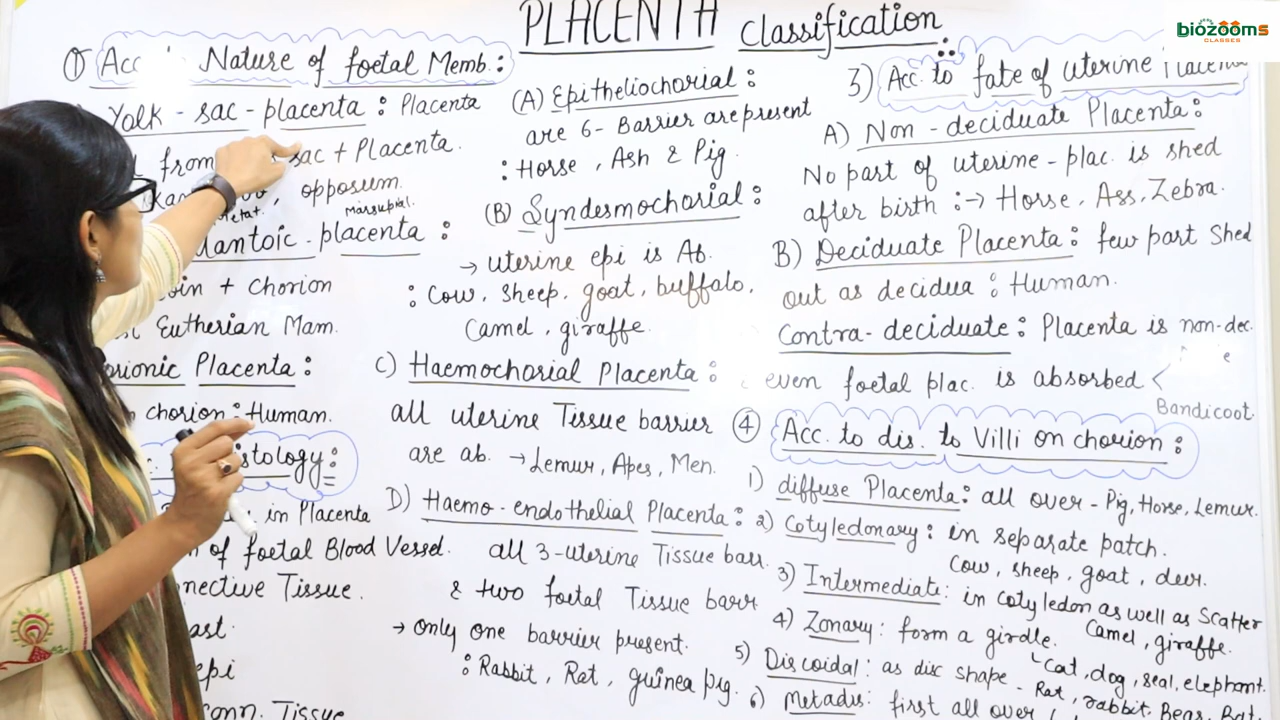 PLACENTA Classification
biozooms
CLASSES
① Acc Nature of foetal Memb. :
Yolk - sac - placenta : Placenta
from sac + Placenta.
, opposum.
marsupial.
lantoic - placenta :
+ chorion
Eutherian Mam.
rionic Placenta :
chorion : Human.
stology :
in Placenta
of foetal Blood Vessel.
nective Tissue.
ast.
epi
conn. Tissue
(A) Epitheliochorial :
are 6 - Barrier are present
: Horse , Ash & Pig.
(B) Syndesmochorial :
→ uterine epi is Ab.
: Cow, Sheep, goat, buffalo,
Camel , giraffe.
C) Haemochorial Placenta :
all uterine Tissue barrier
are ab. → Lemur, Apes, Men.
D) Haemo - endothelial Placenta :
all 3 - uterine Tissue barr.
& two foetal Tissue barr
→ only one barrier present.
: Rabbit, Rat, guinea pig.
3) Acc. to fate of uterine Placenta
A) Non - deciduate Placenta :
No part of uterine - plac. is shed
after birth :→ Horse, Ass, Zebra.
B) Deciduate Placenta : few part Shed
out as decidua : Human.
Contra - deciduate : Placenta is non-dec.
even foetal plac. is absorbed <
Bandicoot.
④ Acc. to dis. to Villi on chorion :
1) diffuse Placenta : all over - Pig, Horse, Lemur.
2) Cotyledonary : in separate patch.
Cow, sheep, goat, deer.
3) Intermediate : in cotyledon as well as Scatter
Camel, giraffe.
4) Zonary : form a girdle.
Cat, dog, seal, elephant.
5) Discoidal : as disc shape - Rat, rabbit, Bear, Bat.
6) Metadis : first all over